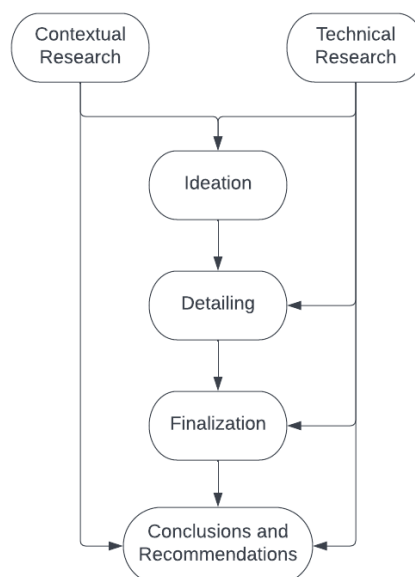 Contextual
Research
Technical
Research
Ideation
Detailing
Finalization
Conclusions and
Recommendations